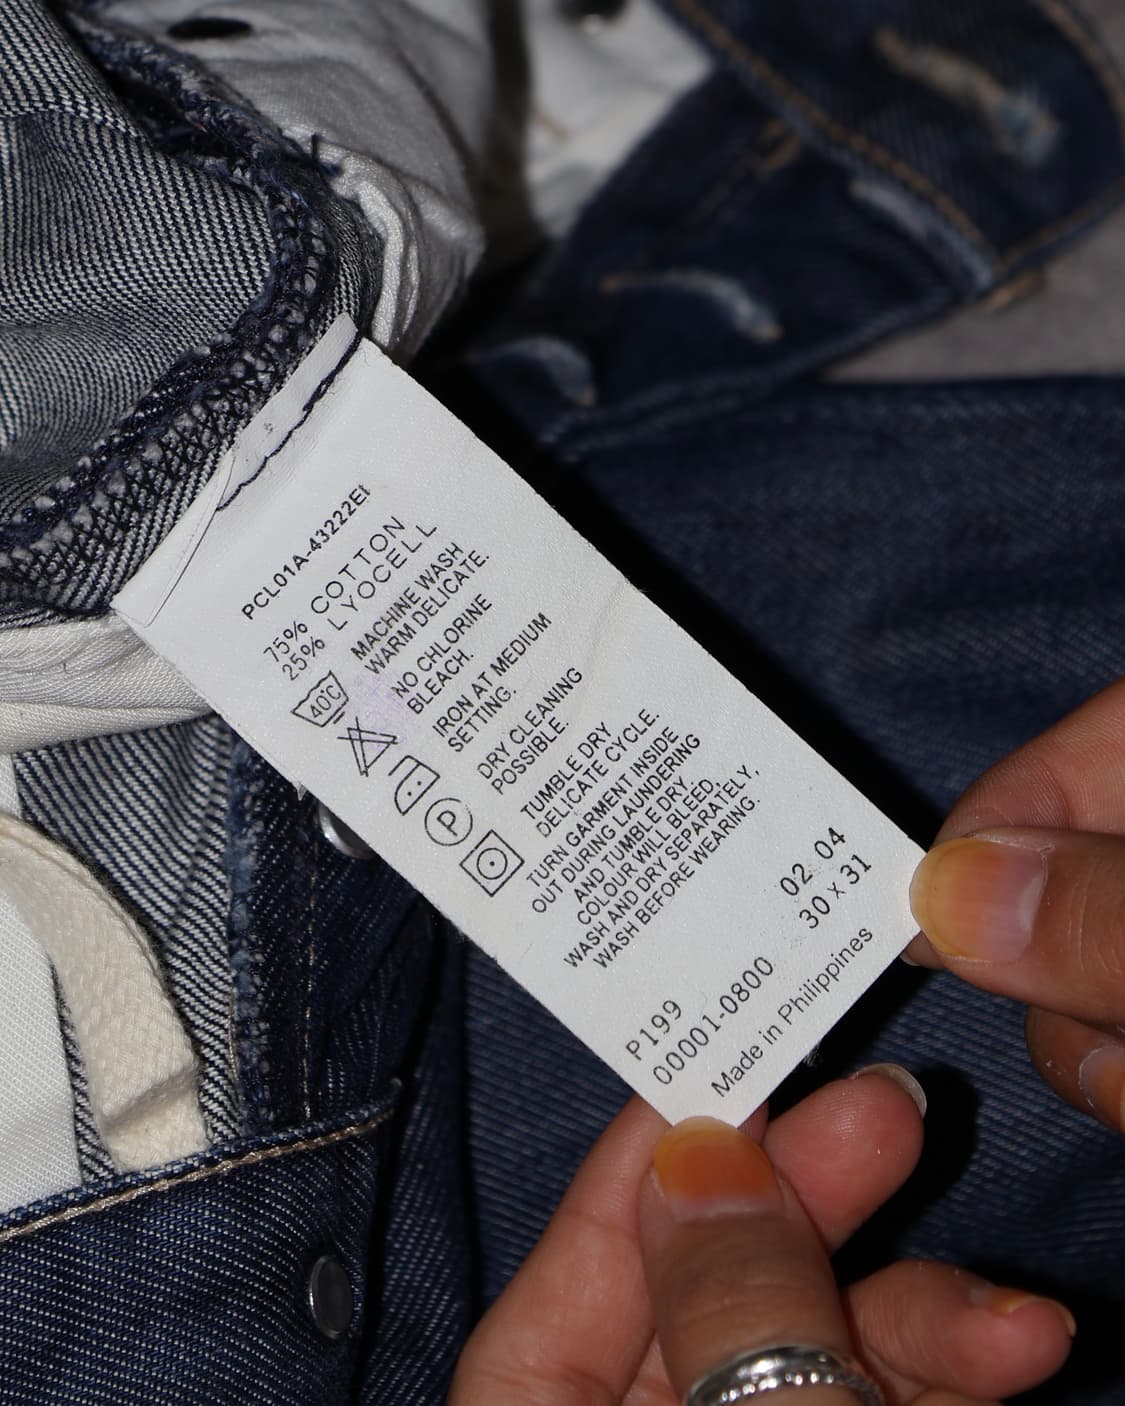 PCL01A-43222E
75% COTTON
25% LYOCELL
MACHINE WASH
WARM DELICATE.
40°C
NO CHLORINE
BLEACH.
IRON AT MEDIUM
SETTING.
DRY CLEANING
POSSIBLE.
P
TUMBLE DRY
DELICATE CYCLE.
TURN GARMENT INSIDE
OUT DURING LAUNDERING
AND TUMBLE DRY.
COLOUR WILL BLEED,
WASH AND DRY SEPARATELY,
WASH BEFORE WEARING.
02 04
30 x 31
P199
00001-0800
Made in Philippines